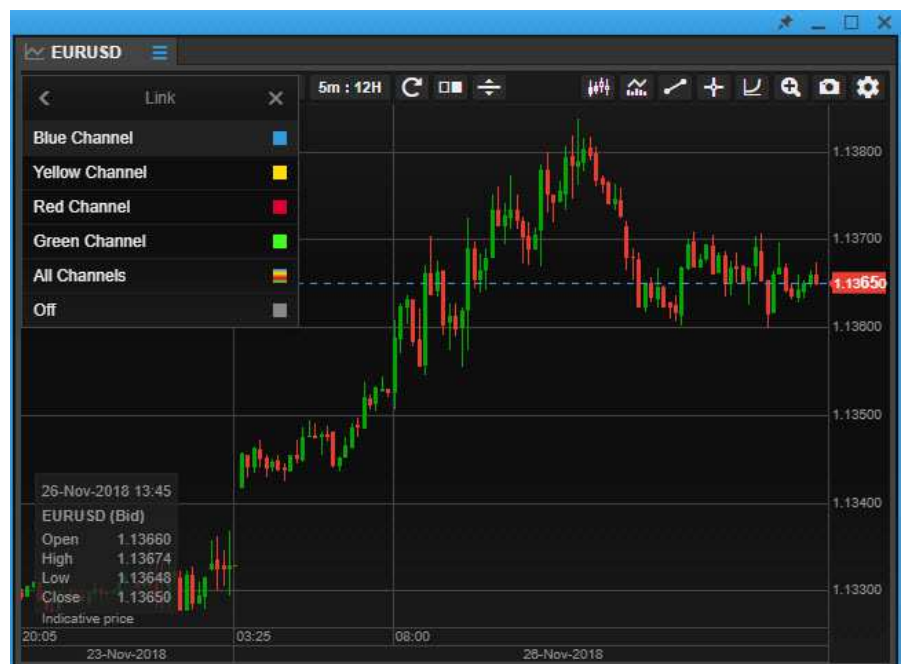 EURUSD
Link
5m : 12H
Blue Channel
Yellow Channel
Red Channel
Green Channel
All Channels
Off
1.13800
1.13700
1.13650
1.13600
1.13500
1.13400
1.13300
26-Nov-2018 13:45
EURUSD (Bid)
Open 1.13660
High 1.13674
Low 1.13648
Close 1.13650
Indicative price
20:05 03:25 08:00
23-Nov-2018 26-Nov-2018